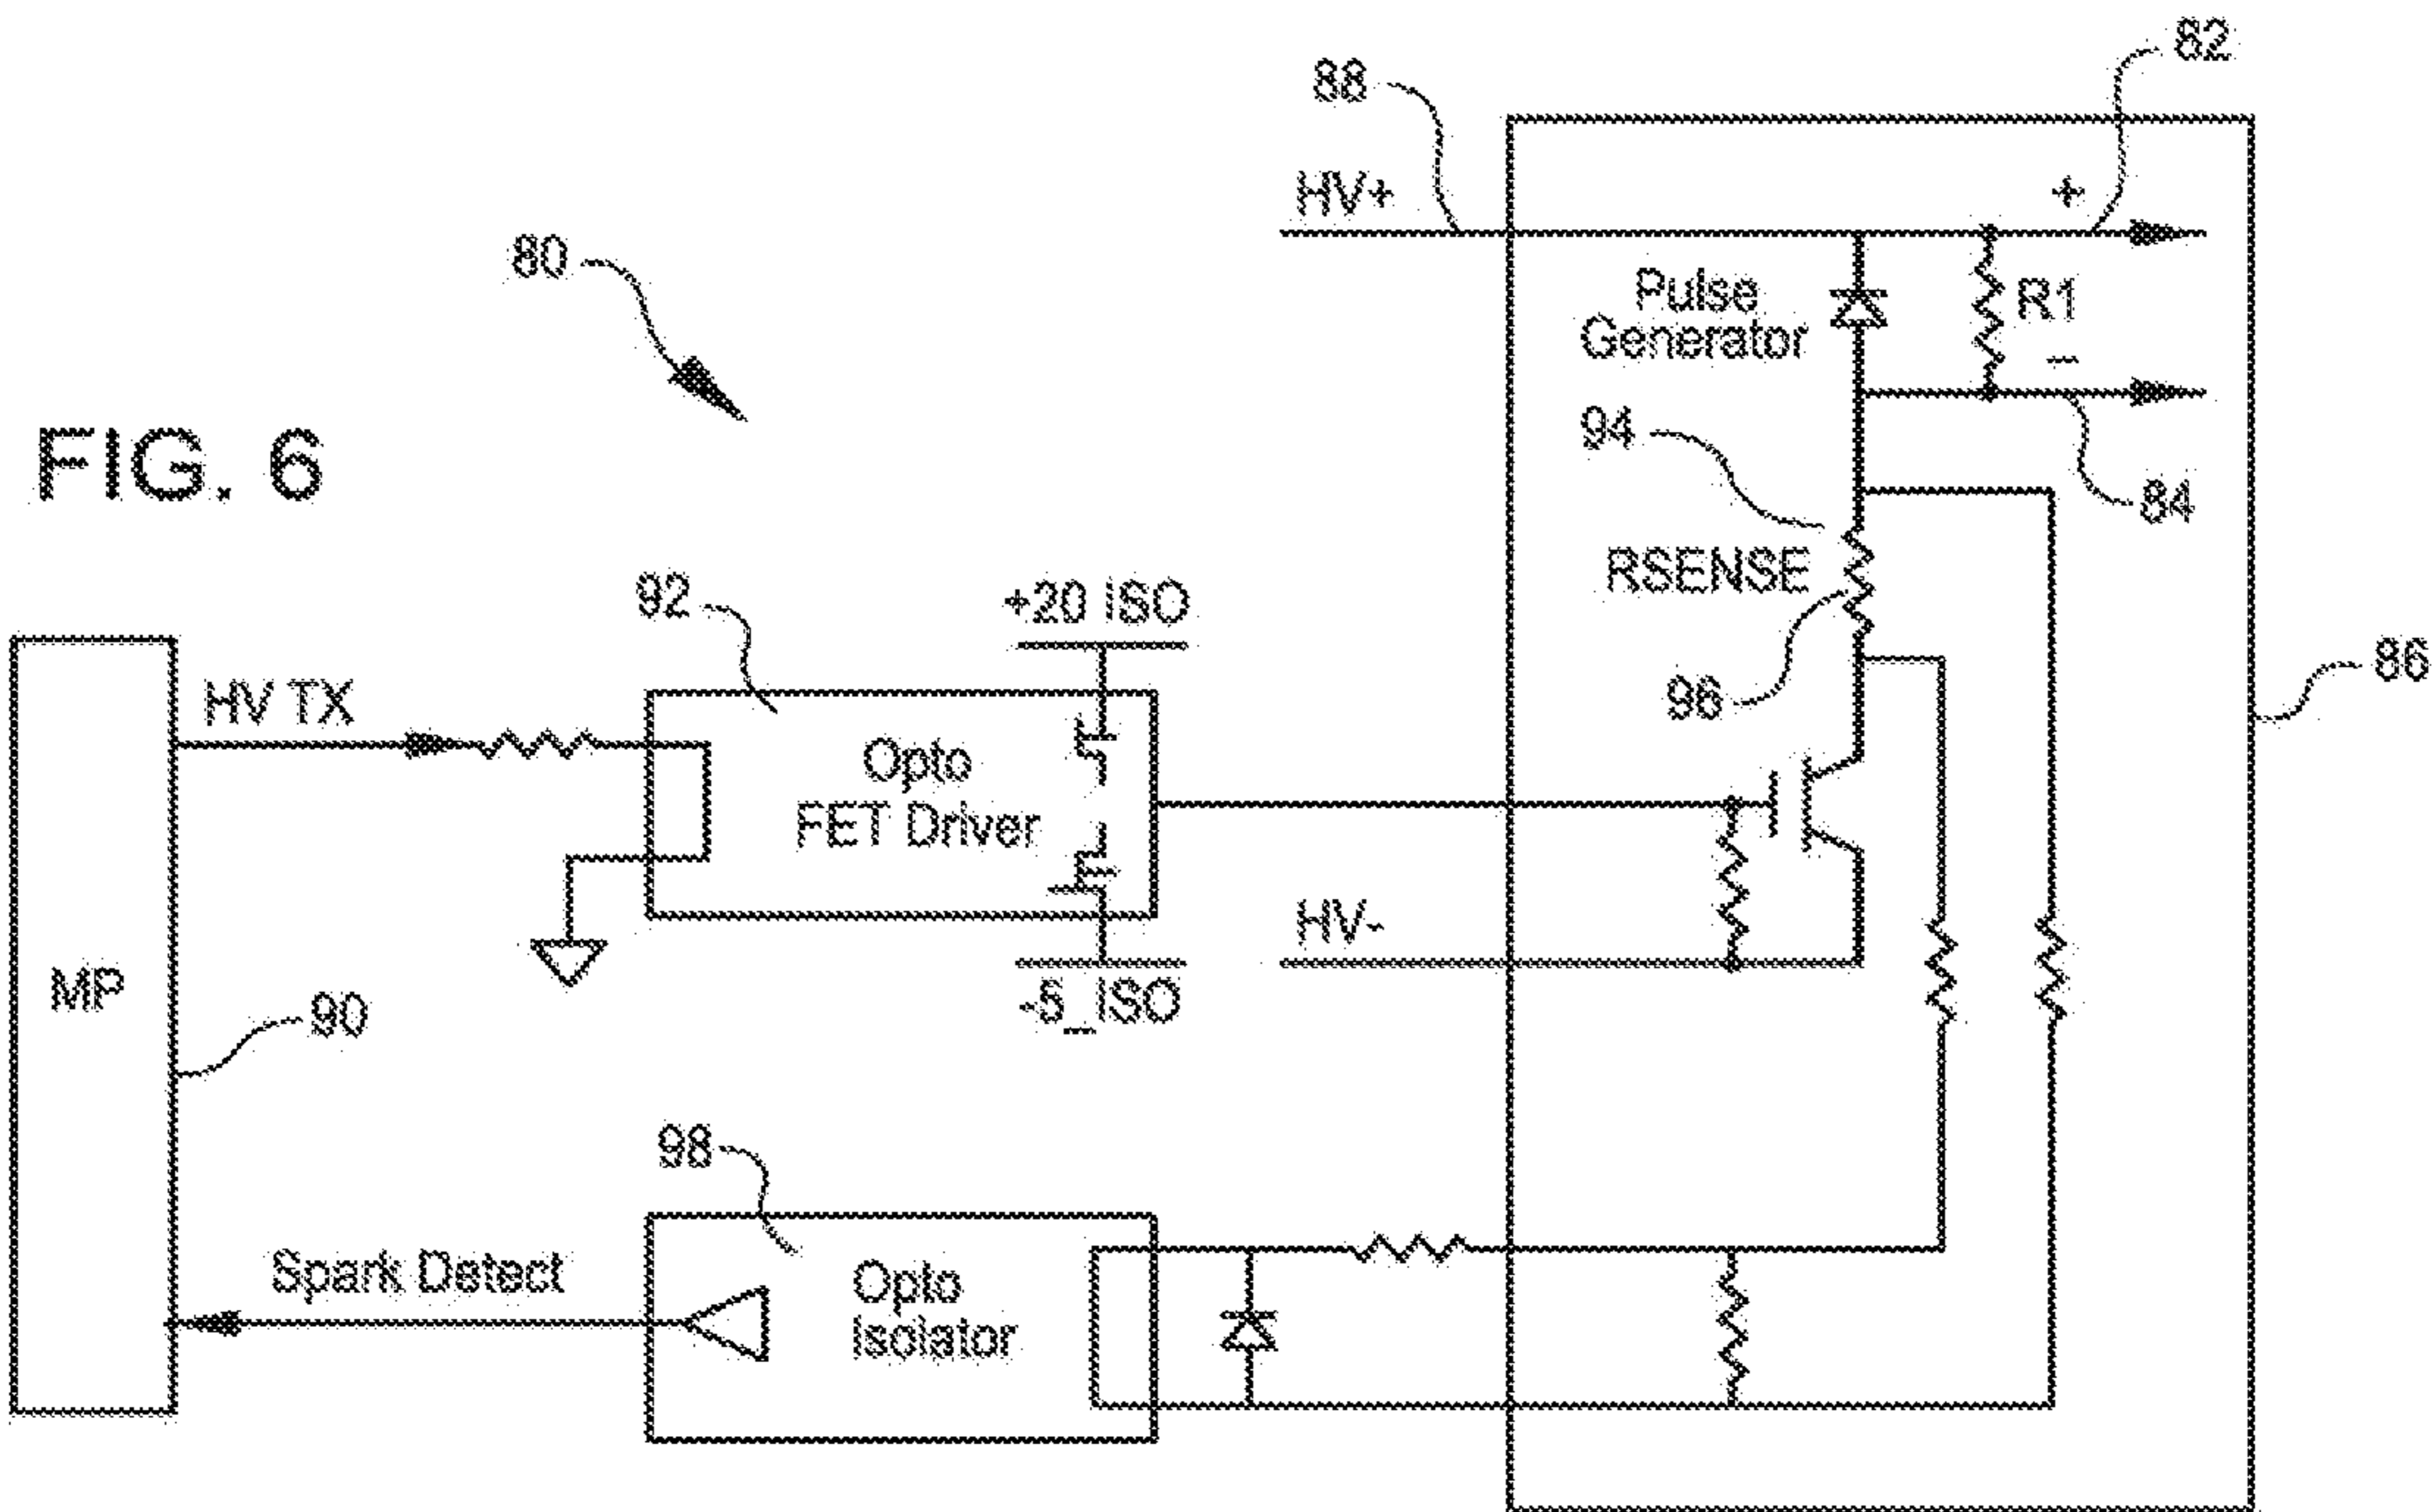 82
88
HV+
+
80
Pulse
Generator
R1
-
FIG. 6
94
84
RSENSE
92
+20 ISO
86
96
HV TX
Opto
FET Driver
HV-
MP
-5_ISO
90
98
Spark Detect
Opto
Isolator